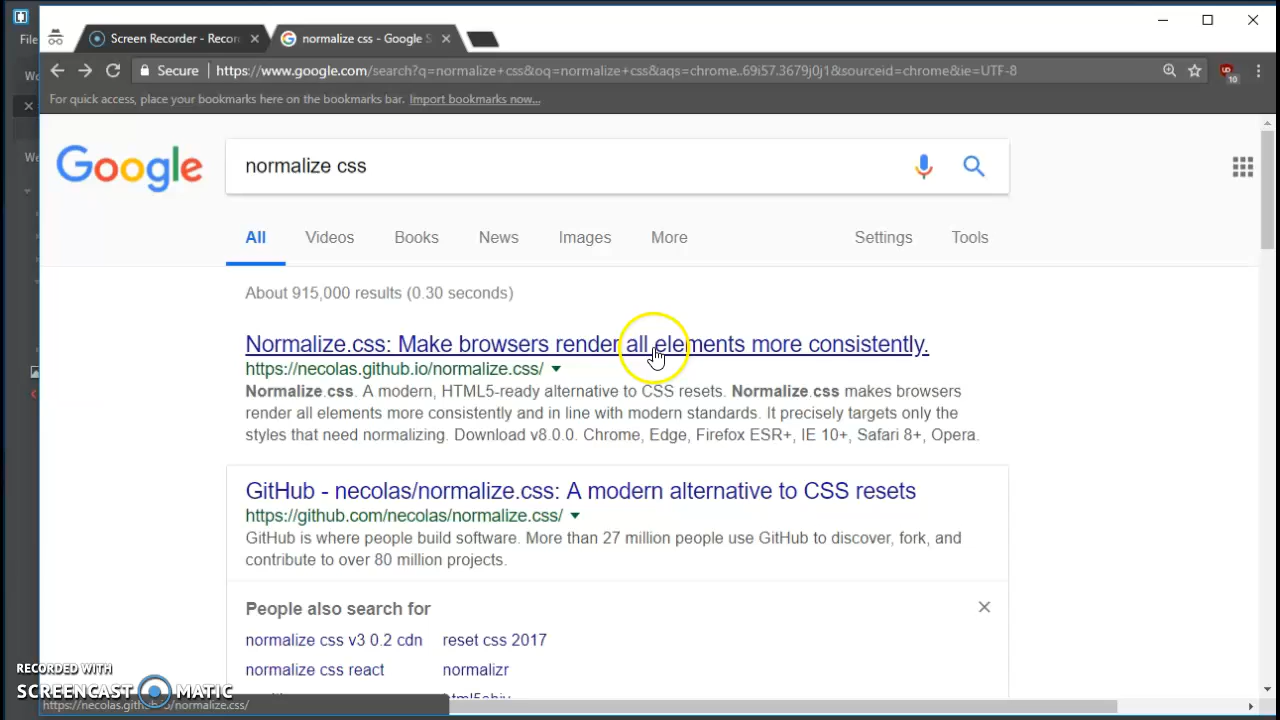 File
Screen Recorder - Recor
normalize css - Google S
Secure
https://www.google.com/search?q=normalize+css&oq=normalize+css&aqs=chrome..69i57.3679j0j1&sourceid=chrome&ie=UTF-8
10
For quick access, place your bookmarks here on the bookmarks bar. Import bookmarks now...
Wo
Google
normalize css
We
All Videos Books News Images More Settings Tools
About 915,000 results (0.30 seconds)
Normalize.css: Make browsers render all elements more consistently.
https://necolas.github.io/normalize.css/
Normalize.css. A modern, HTML5-ready alternative to CSS resets. Normalize.css makes browsers
render all elements more consistently and in line with modern standards. It precisely targets only the
styles that need normalizing. Download v8.0.0. Chrome, Edge, Firefox ESR+, IE 10+, Safari 8+, Opera.
GitHub - necolas/normalize.css: A modern alternative to CSS resets
https://github.com/necolas/normalize.css/
GitHub is where people build software. More than 27 million people use GitHub to discover, fork, and
contribute to over 80 million projects.
People also search for
normalize css v3 0.2 cdn reset css 2017
normalize css react normalizr
RECORDED WITH
SCREENCAST MATIC
https://necolas.github.io/normalize.css/